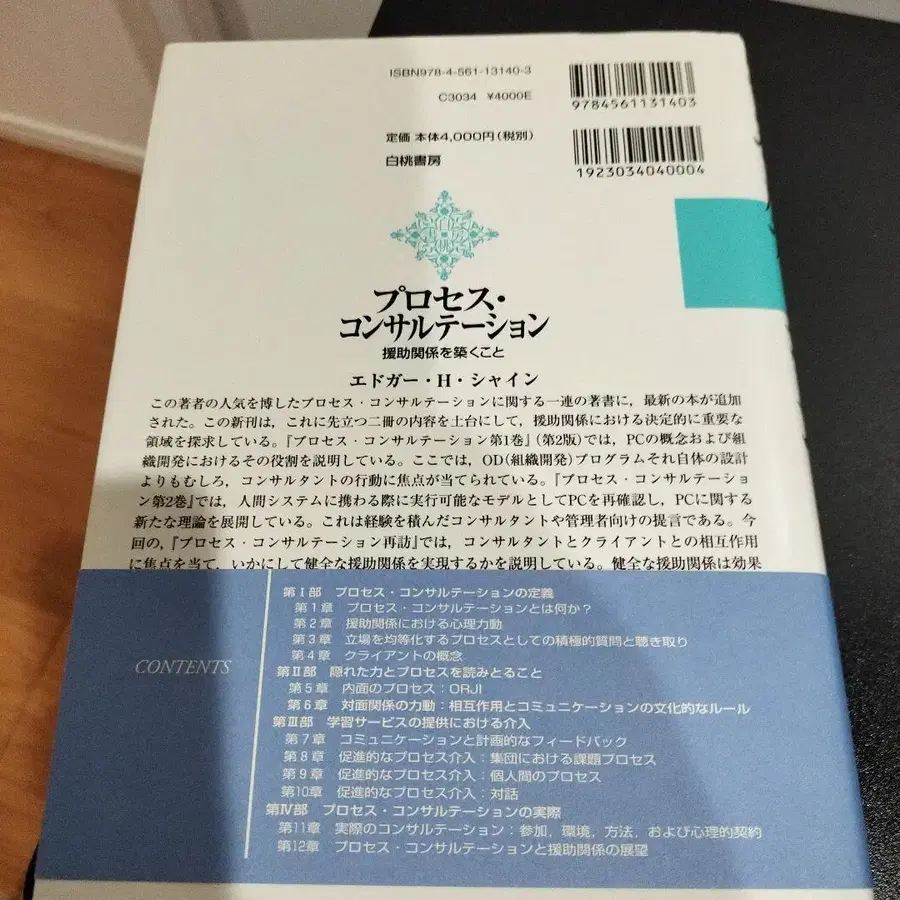 ISBN978-4-561-13140-3
C3034 ¥4000E
定価 本体4,000円(税別)
白桃書房
9784561131403
1923034040004
白桃書房
プロセス・
コンサルテーション
援助関係を築くこと
エドガー・H・シャイン
この著者の人気を博したプロセス・コンサルテーションに関する一連の著書に，最新の本が追加
された。この新刊は，これに先立つ二冊の内容を土台にして，援助関係における決定的に重要な
領域を探求している。『プロセス・コンサルテーション第1巻』(第2版)では，PCの概念および組
織開発におけるその役割を説明している。ここでは，OD(組織開発)プログラムそれ自体の設計
よりもむしろ，コンサルタントの行動に焦点が当てられている。『プロセス・コンサルテーショ
ン第2巻』では，人間システムに携わる際に実行可能なモデルとしてPCを再確認し，PCに関する
新たな理論を展開している。これは経験を積んだコンサルタントや管理者向けの提言である。今
回の，『プロセス・コンサルテーション再訪』では，コンサルタントとクライアントとの相互作用
に焦点を当て，いかにして健全な援助関係を実現するかを説明している。健全な援助関係は効果
CONTENTS
第Ⅰ部 プロセス・コンサルテーションの定義
第1章 プロセス・コンサルテーションとは何か？
第2章 援助関係における心理力動
第3章 立場を均等化するプロセスとしての積極的質問と聴き取り
第4章 クライアントの概念
第Ⅱ部 隠れた力とプロセスを読みとること
第5章 内面のプロセス：ORJI
第6章 対面関係の力動：相互作用とコミュニケーションの文化的なルール
第Ⅲ部 学習サービスの提供における介入
第7章 コミュニケーションと計画的なフィードバック
第8章 促進的なプロセス介入：集団における課題プロセス
第9章 促進的なプロセス介入：個人間のプロセス
第10章 促進的なプロセス介入：対話
第Ⅳ部 プロセス・コンサルテーションの実際
第11章 実際のコンサルテーション：参加，環境，方法，および心理的契約
第12章 プロセス・コンサルテーションと援助関係の展望